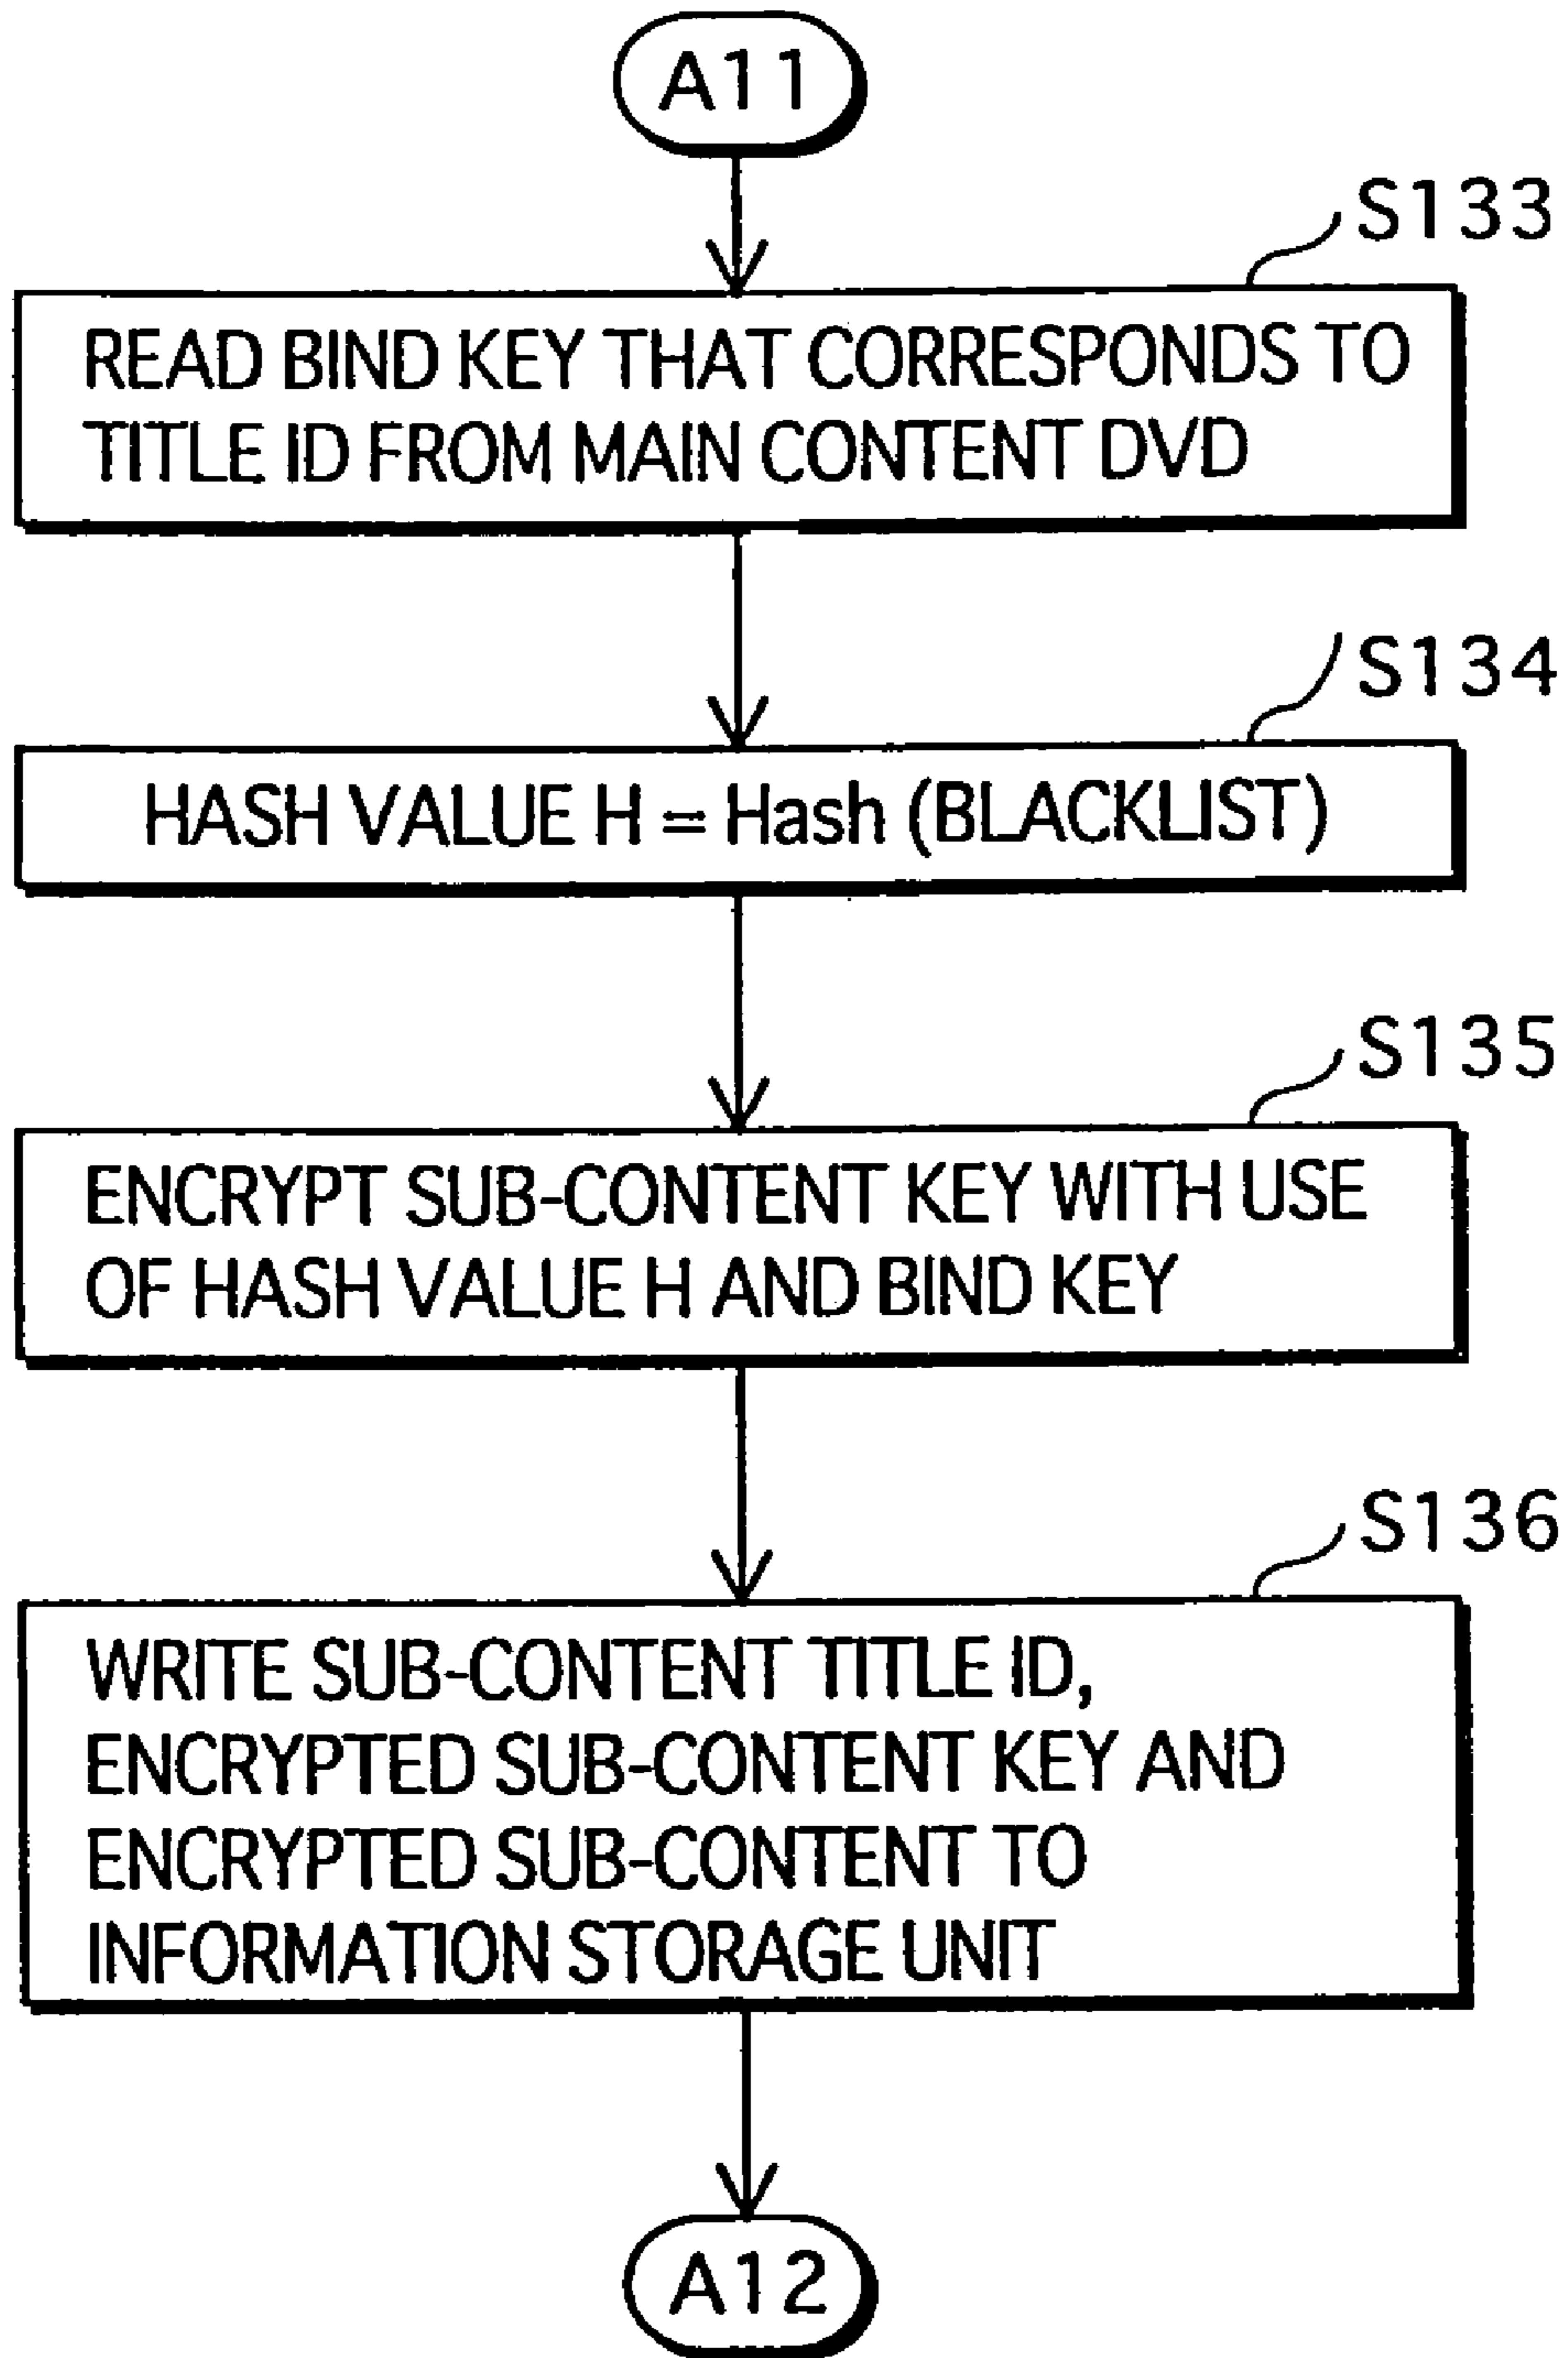 A11
S133
READ BIND KEY THAT CORRESPONDS TO
TITLE ID FROM MAIN CONTENT DVD
S134
HASH VALUE H = Hash (BLACKLIST)
S135
ENCRYPT SUB-CONTENT KEY WITH USE
OF HASH VALUE H AND BIND KEY
S136
WRITE SUB-CONTENT TITLE ID,
ENCRYPTED SUB-CONTENT KEY AND
ENCRYPTED SUB-CONTENT TO
INFORMATION STORAGE UNIT
A12